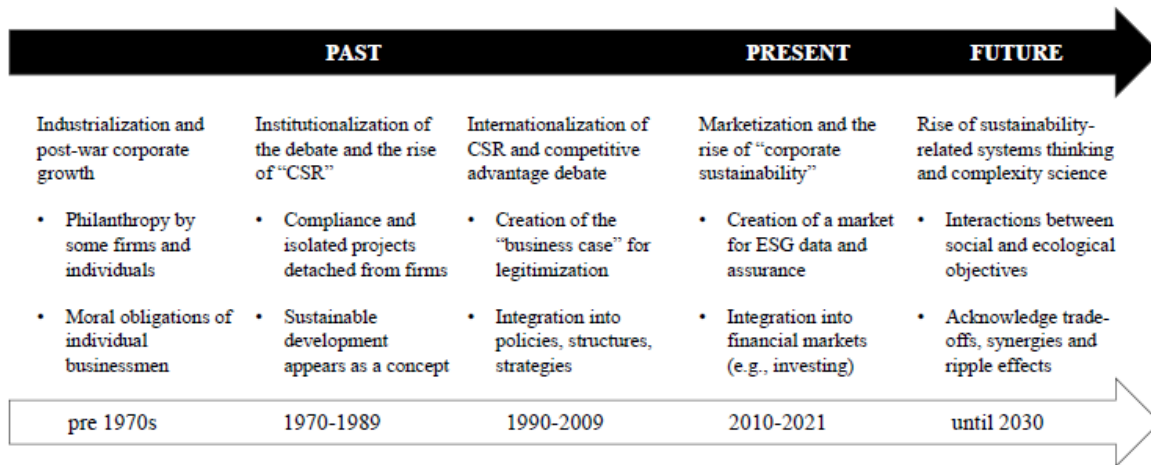 PAST
PRESENT
FUTURE
Industrialization and
post-war corporate
growth
• Philanthropy by
some firms and
individuals
• Moral obligations of
individual
businessmen
Institutionalization of
the debate and the rise
of “CSR”
• Compliance and
isolated projects
detached from firms
• Sustainable
development
appears as a concept
Internationalization of
CSR and competitive
advantage debate
• Creation of the
“business case” for
legitimization
• Integration into
policies, structures,
strategies
Marketization and the
rise of “corporate
sustainability”
• Creation of a market
for ESG data and
assurance
• Integration into
financial markets
(e.g., investing)
Rise of sustainability-
related systems thinking
and complexity science
• Interactions between
social and ecological
objectives
• Acknowledge trade-
offs, synergies and
ripple effects
pre 1970s
1970-1989
1990-2009
2010-2021
until 2030